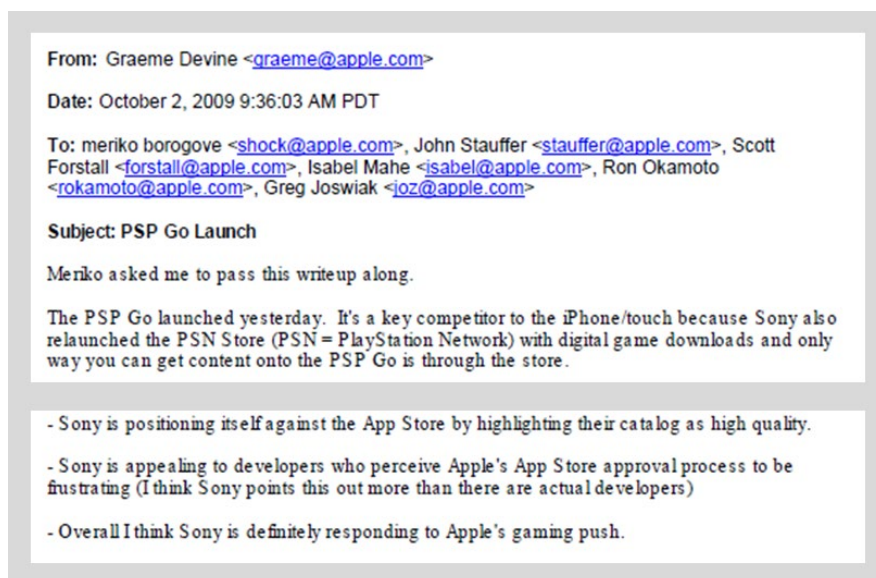 From: Graeme Devine <graeme@apple.com>
Date: October 2, 2009 9:36:03 AM PDT
To: meriko borogove <shock@apple.com>, John Stauffer <stauffer@apple.com>, Scott
Forstall <forstall@apple.com>, Isabel Mahe <isabel@apple.com>, Ron Okamoto
<rokamoto@apple.com>, Greg Joswiak <joz@apple.com>
Subject: PSP Go Launch
Meriko asked me to pass this writeup along.
The PSP Go launched yesterday.  It's a key competitor to the iPhone/touch because Sony also
relaunched the PSN Store (PSN = PlayStation Network) with digital game downloads and only
way you can get content onto the PSP Go is through the store.
- Sony is positioning itself against the App Store by highlighting their catalog as high quality.
- Sony is appealing to developers who perceive Apple's App Store approval process to be
frustrating (I think Sony points this out more than there are actual developers)
- Overall I think Sony is definitely responding to Apple's gaming push.